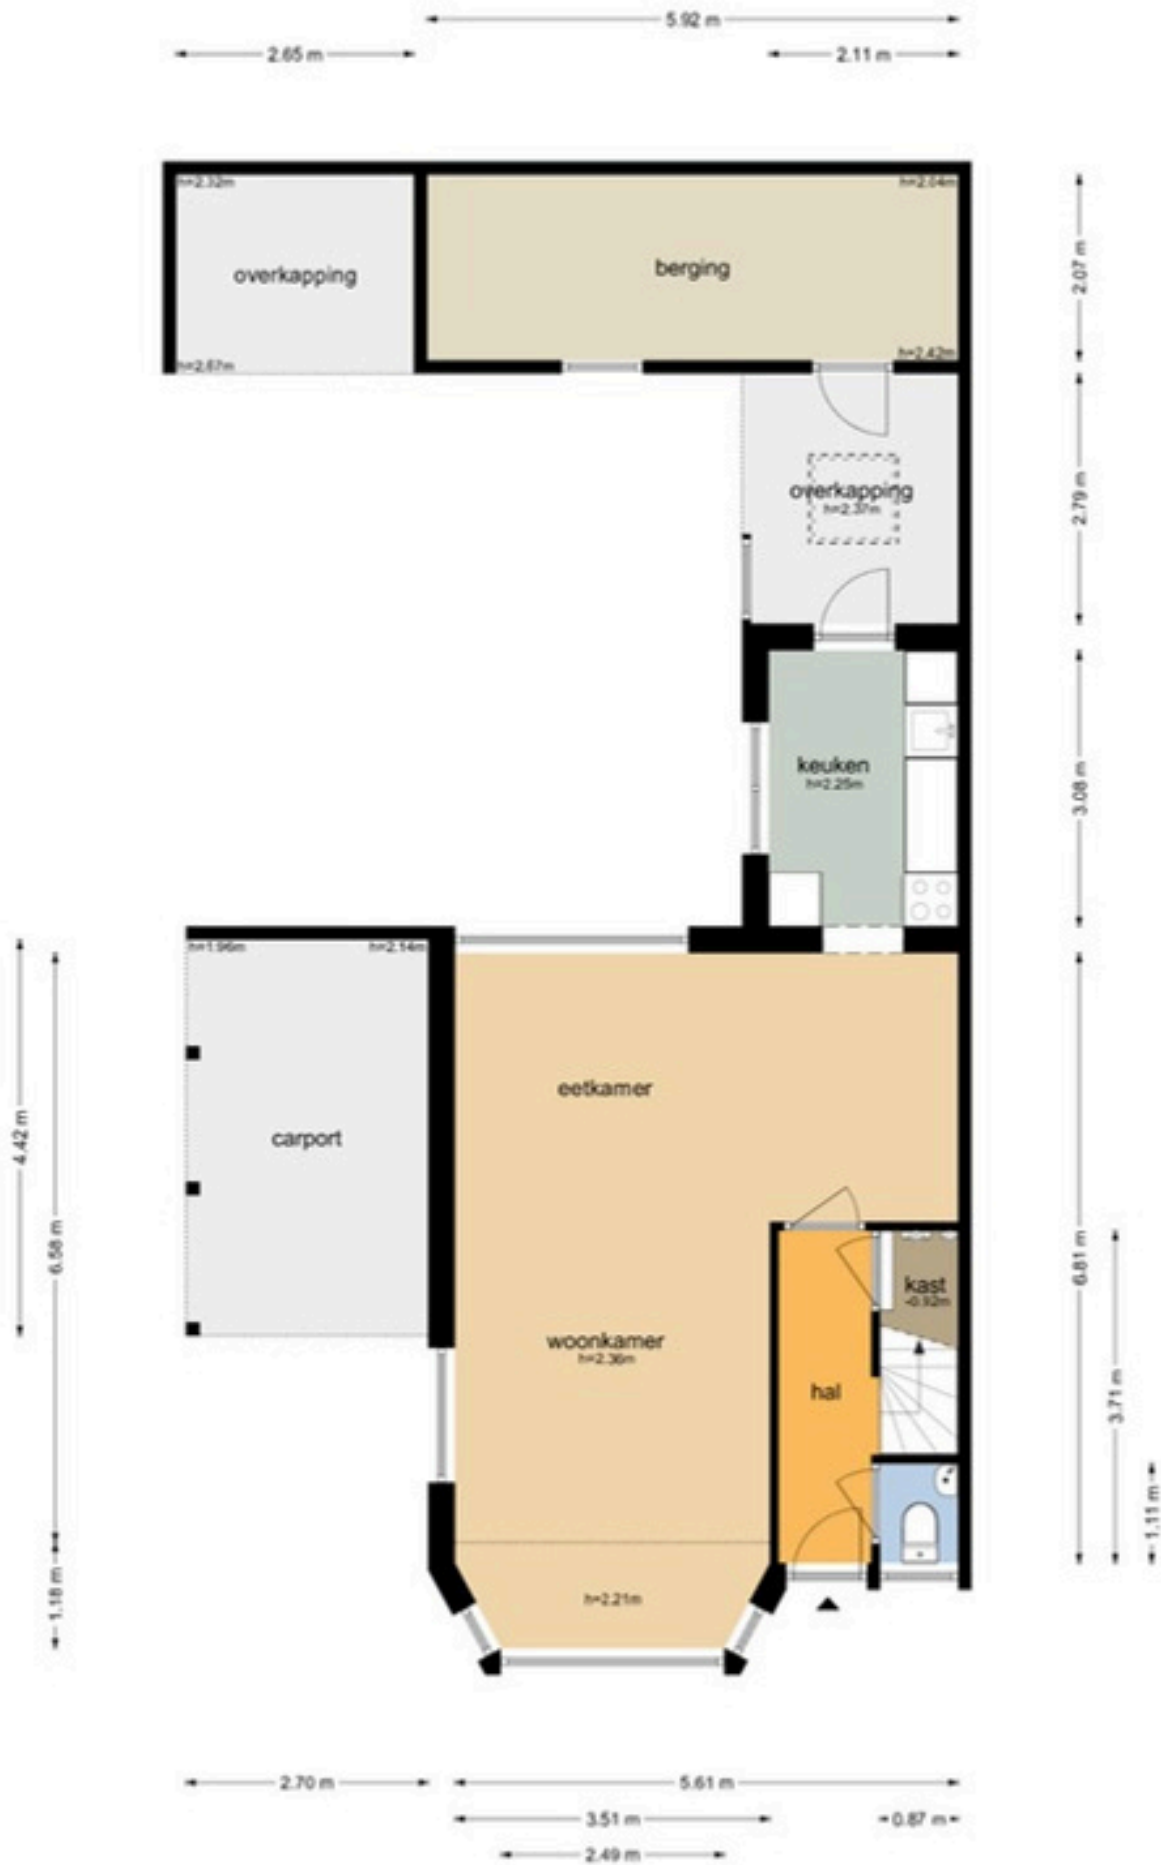 5.92 m
2.65 m
2.11 m
h=2.32m
h=2.04m
overkapping
berging
2.07 m
h=2.67m
h=2.42m
overkapping
h=2.37m
2.79 m
keuken
h=2.25m
3.08 m
h=1.96m
h=2.14m
eetkamer
carport
4.42 m
6.58 m
6.81 m
kast
-0.92m
woonkamer
h=2.36m
hal
3.71 m
1.11 m
1.18 m
h=2.21m
2.70 m
5.61 m
3.51 m
0.87 m
2.49 m